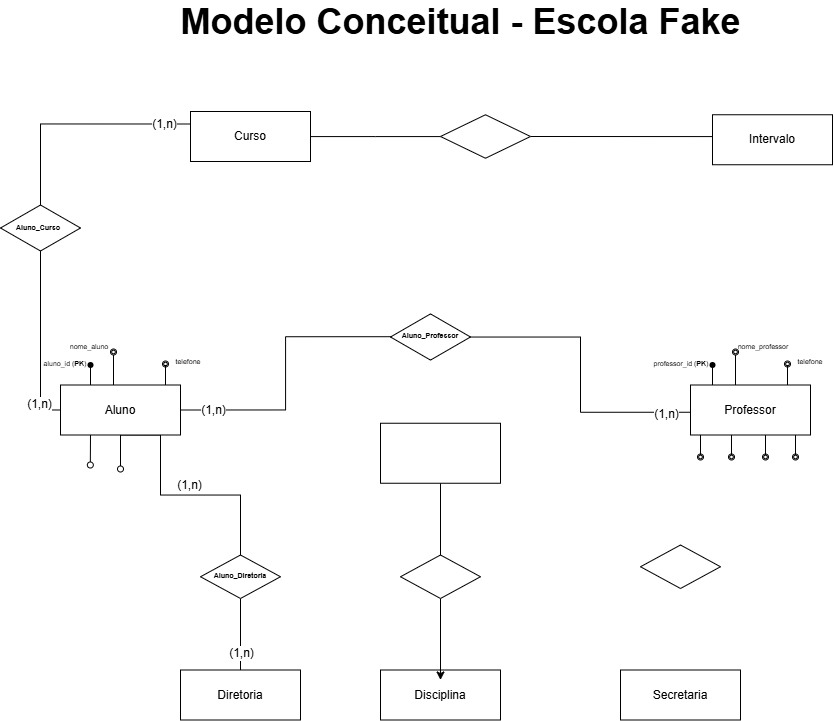 Modelo Conceitual - Escola Fake
(1,n)
Curso
Intervalo
Aluno_Curso
Aluno_Professor
nome_aluno
aluno_id (PK)
telefone
nome_professor
professor_id (PK)
telefone
(1,n)
Aluno
(1,n)
(1,n)
Professor
(1,n)
Aluno_Diretoria
(1,n)
Diretoria
Disciplina
Secretaria